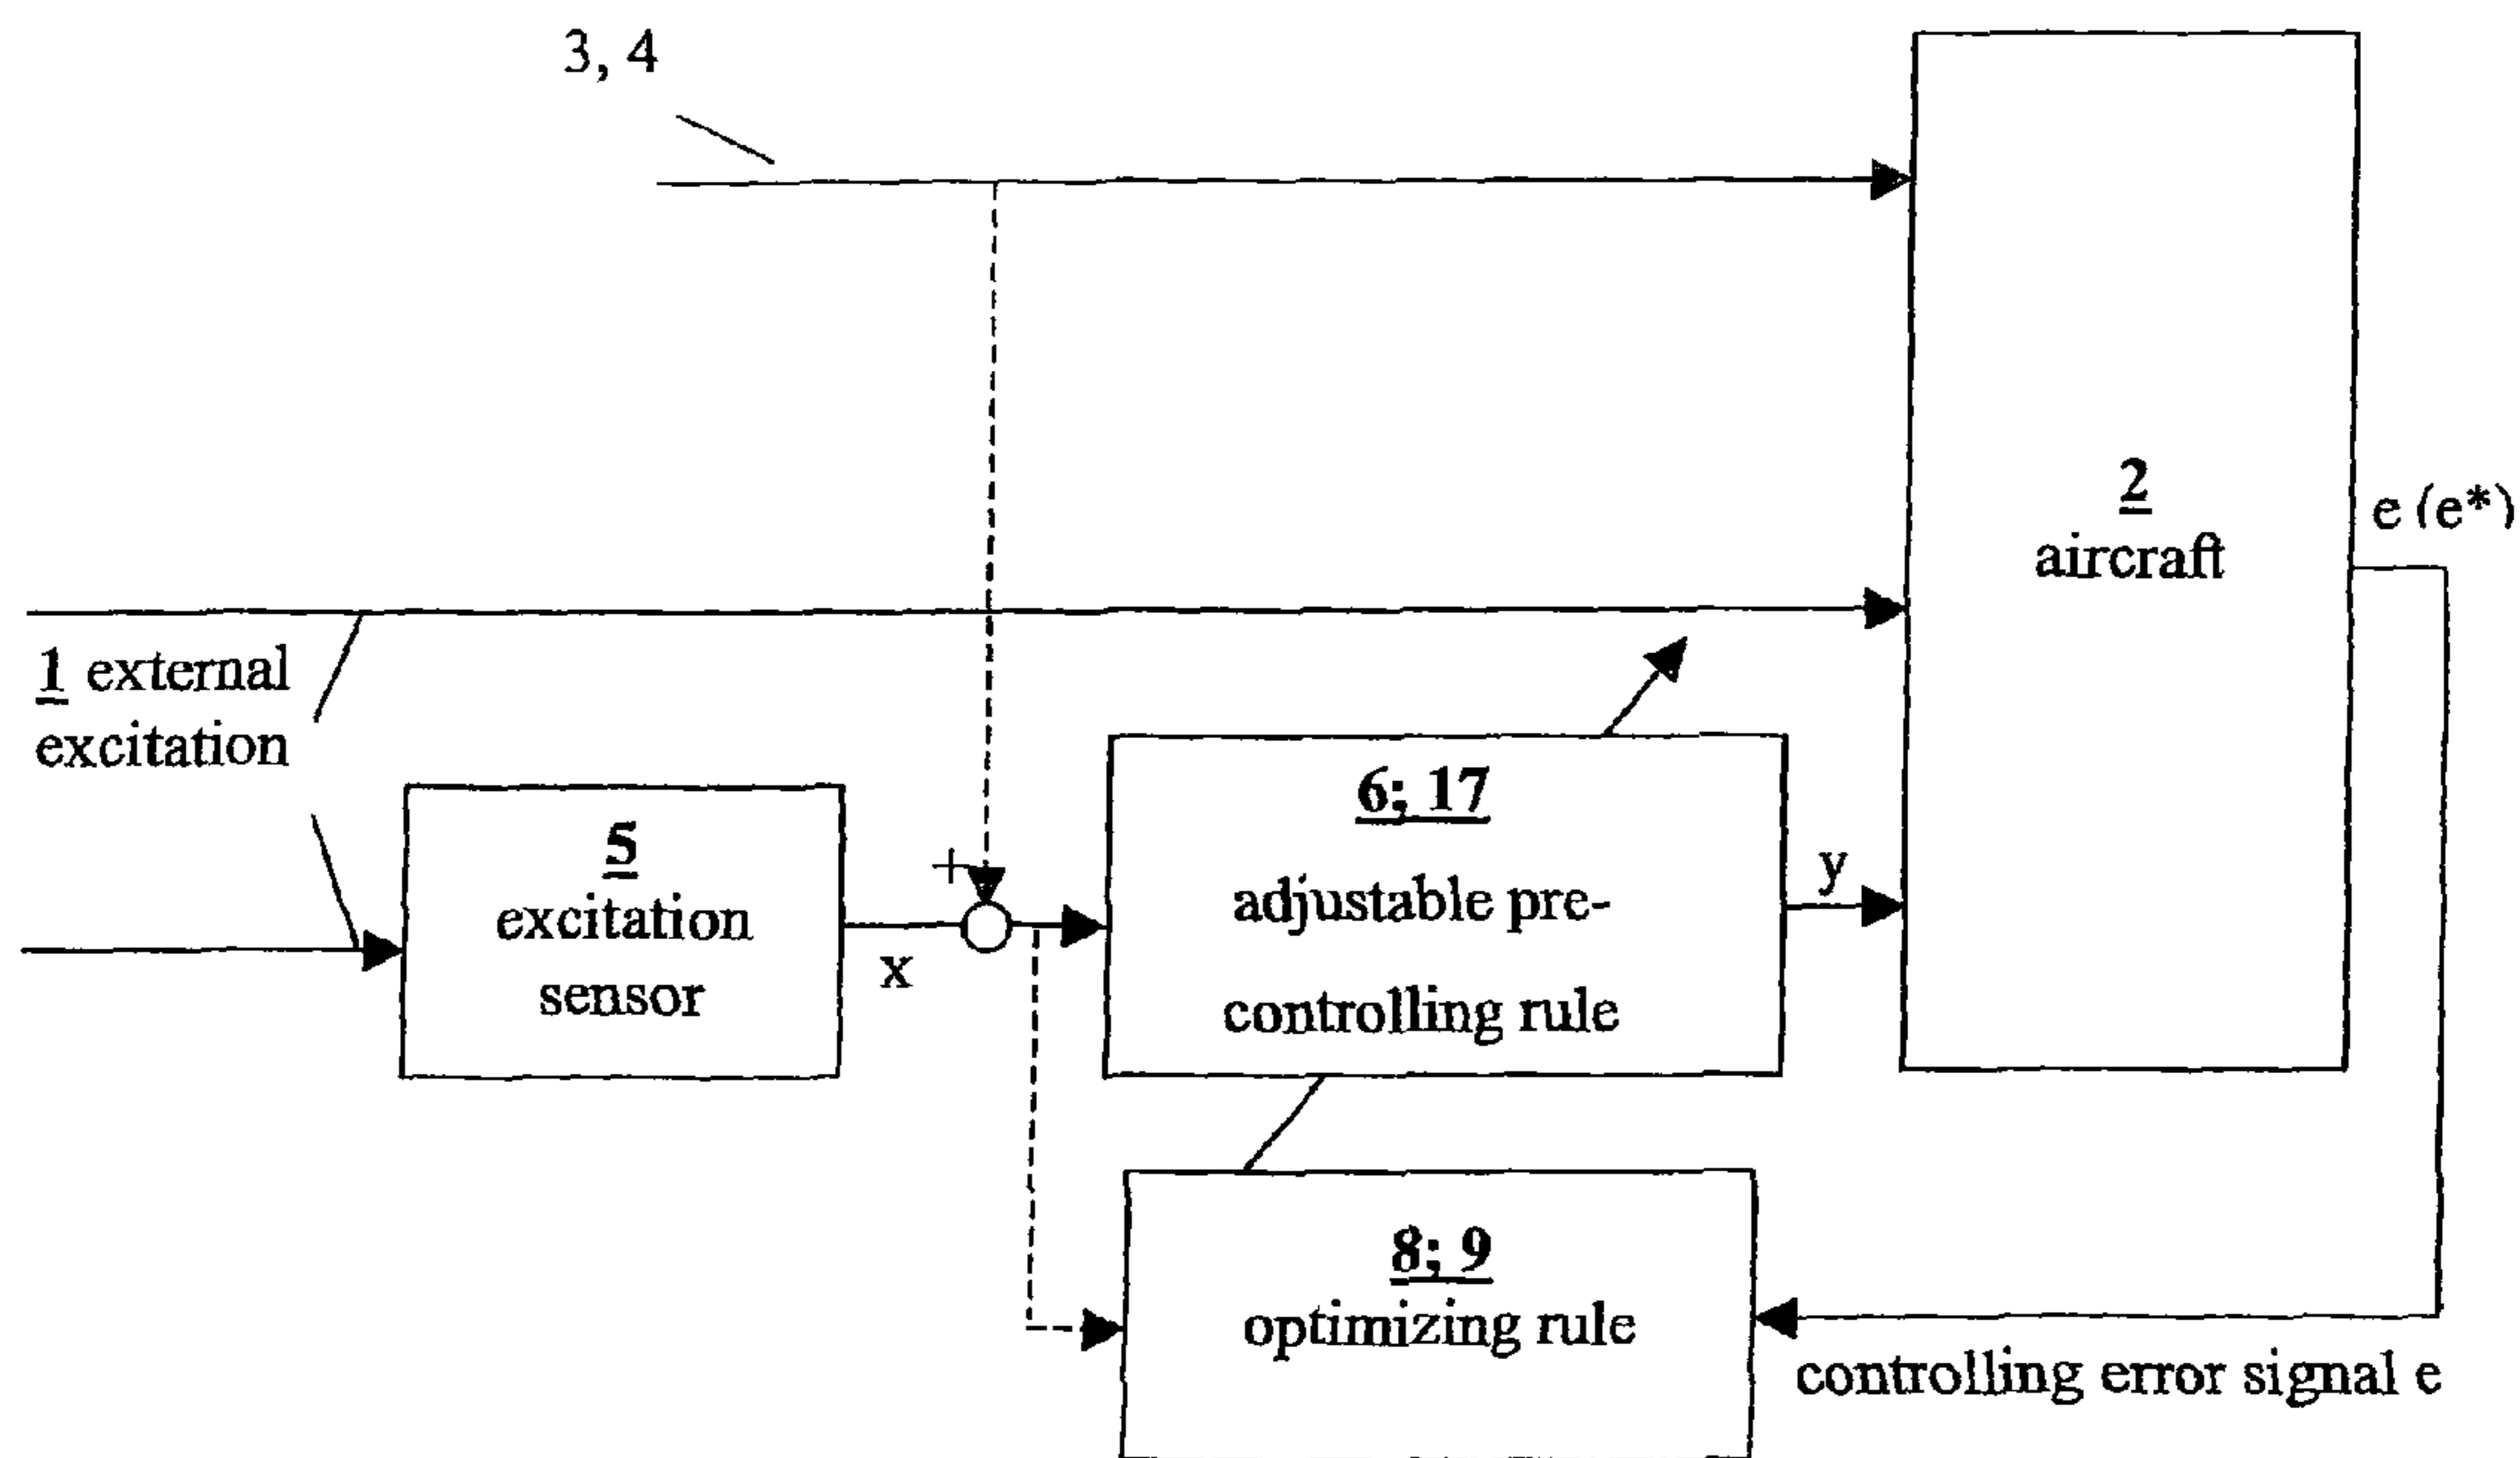 3, 4
2
aircraft
e (e*)
1 external
excitation
5
excitation
sensor
+
x
6; 17
adjustable pre-
controlling rule
y
8; 9
optimizing rule
controlling error signal e